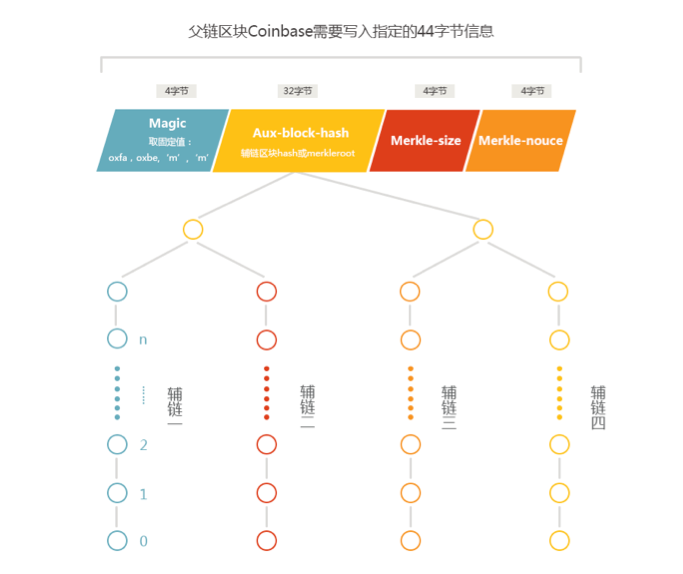 父链区块Coinbase需要写入指定的44字节信息
4字节
32字节
4字节
4字节
Magic
取固定值：
oxfa，oxbe,‘m’,‘m’
Aux-block-hash
辅链区块hash或merkleroot
Merkle-size
Merkle-nouce
n
......
2
1
0
辅链一
辅链二
辅链三
辅链四